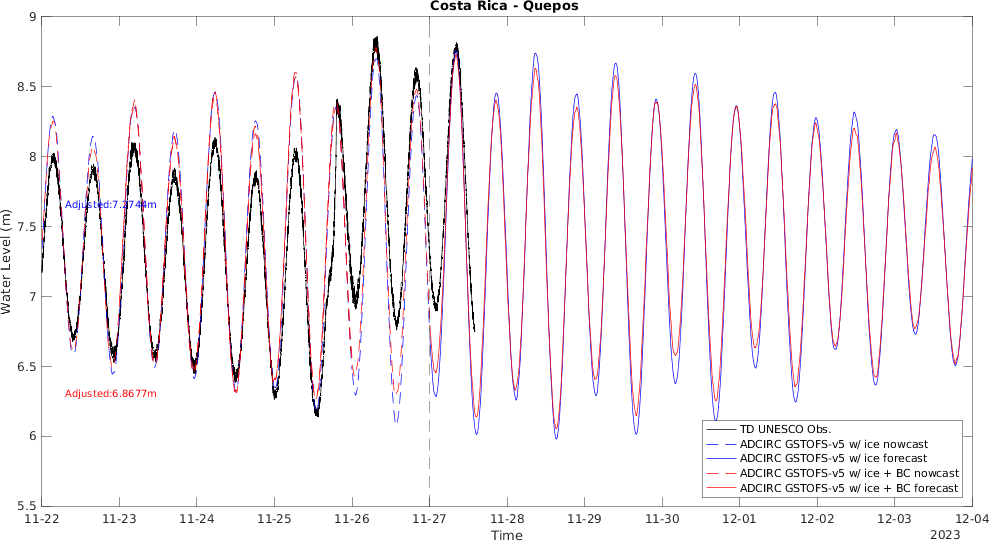 Costa Rica - Quepos
9
8.5
8
7.5
7
6.5
6
5.5
Water Level (m)
Adjusted:7.2744m
Adjusted:6.8677m
TD UNESCO Obs.
ADCIRC GSTOFS-v5 w/ ice nowcast
ADCIRC GSTOFS-v5 w/ ice forecast
ADCIRC GSTOFS-v5 w/ ice + BC nowcast
ADCIRC GSTOFS-v5 w/ ice + BC forecast
11-22 11-23 11-24 11-25 11-26 11-27 11-28 11-29 11-30 12-01 12-02 12-03 12-04
Time
2023